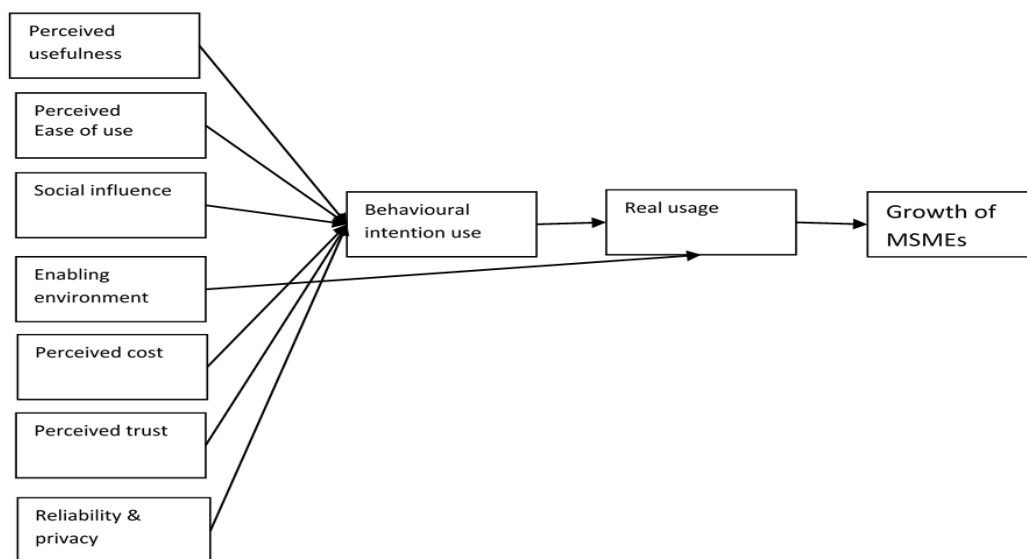 Perceived
usefulness
Perceived
Ease of use
Social influence
Enabling
environment
Perceived cost
Perceived trust
Reliability &
privacy
Behavioural
intention use
Real usage
Growth of
MSMEs